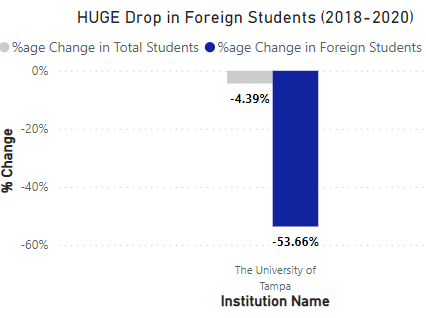 HUGE Drop in Foreign Students (2018-2020)
%age Change in Total Students %age Change in Foreign Students
0%
-20%
-40%
-60%
% Change
-4.39%
-53.66%
The University of
Tampa
Institution Name